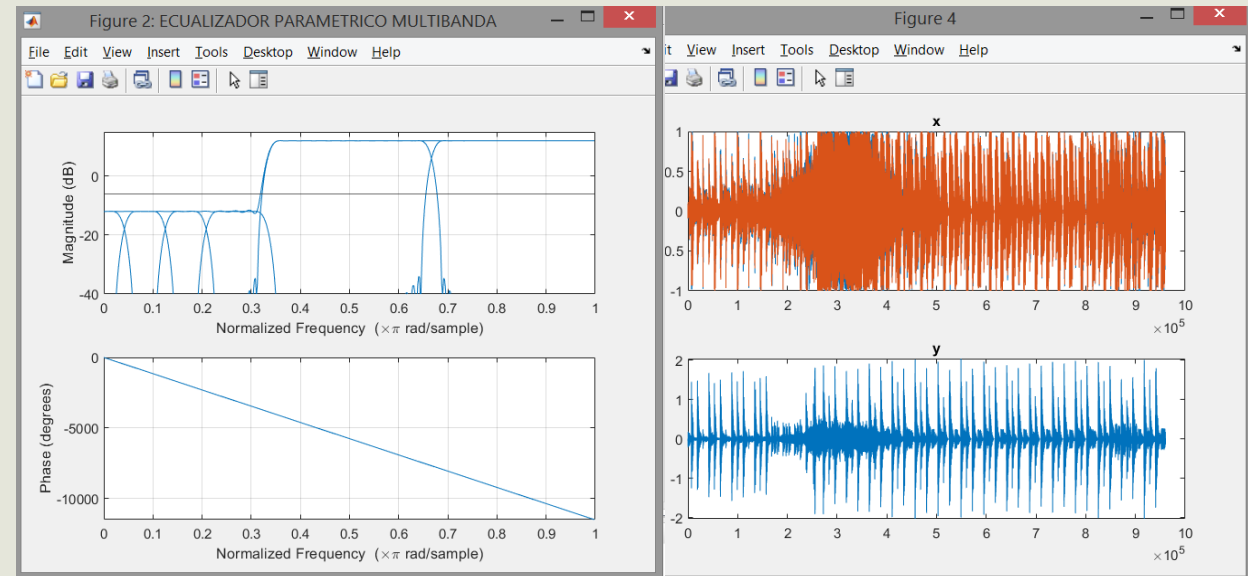 Figure 2: ECUALIZADOR PARAMETRICO MULTIBANDA
File Edit View Insert Tools Desktop Window Help
0
-20
-40
Magnitude (dB)
0 0.1 0.2 0.3 0.4 0.5 0.6 0.7 0.8 0.9 1
Normalized Frequency (×π rad/sample)
0
-5000
-10000
Phase (degrees)
0 0.1 0.2 0.3 0.4 0.5 0.6 0.7 0.8 0.9 1
Normalized Frequency (×π rad/sample)
Figure 4
it View Insert Tools Desktop Window Help
x
1
0.5
0
0.5
-1
0 1 2 3 4 5 6 7 8 9 10
×10^5
y
2
1
0
-1
-2
0 1 2 3 4 5 6 7 8 9 10
×10^5